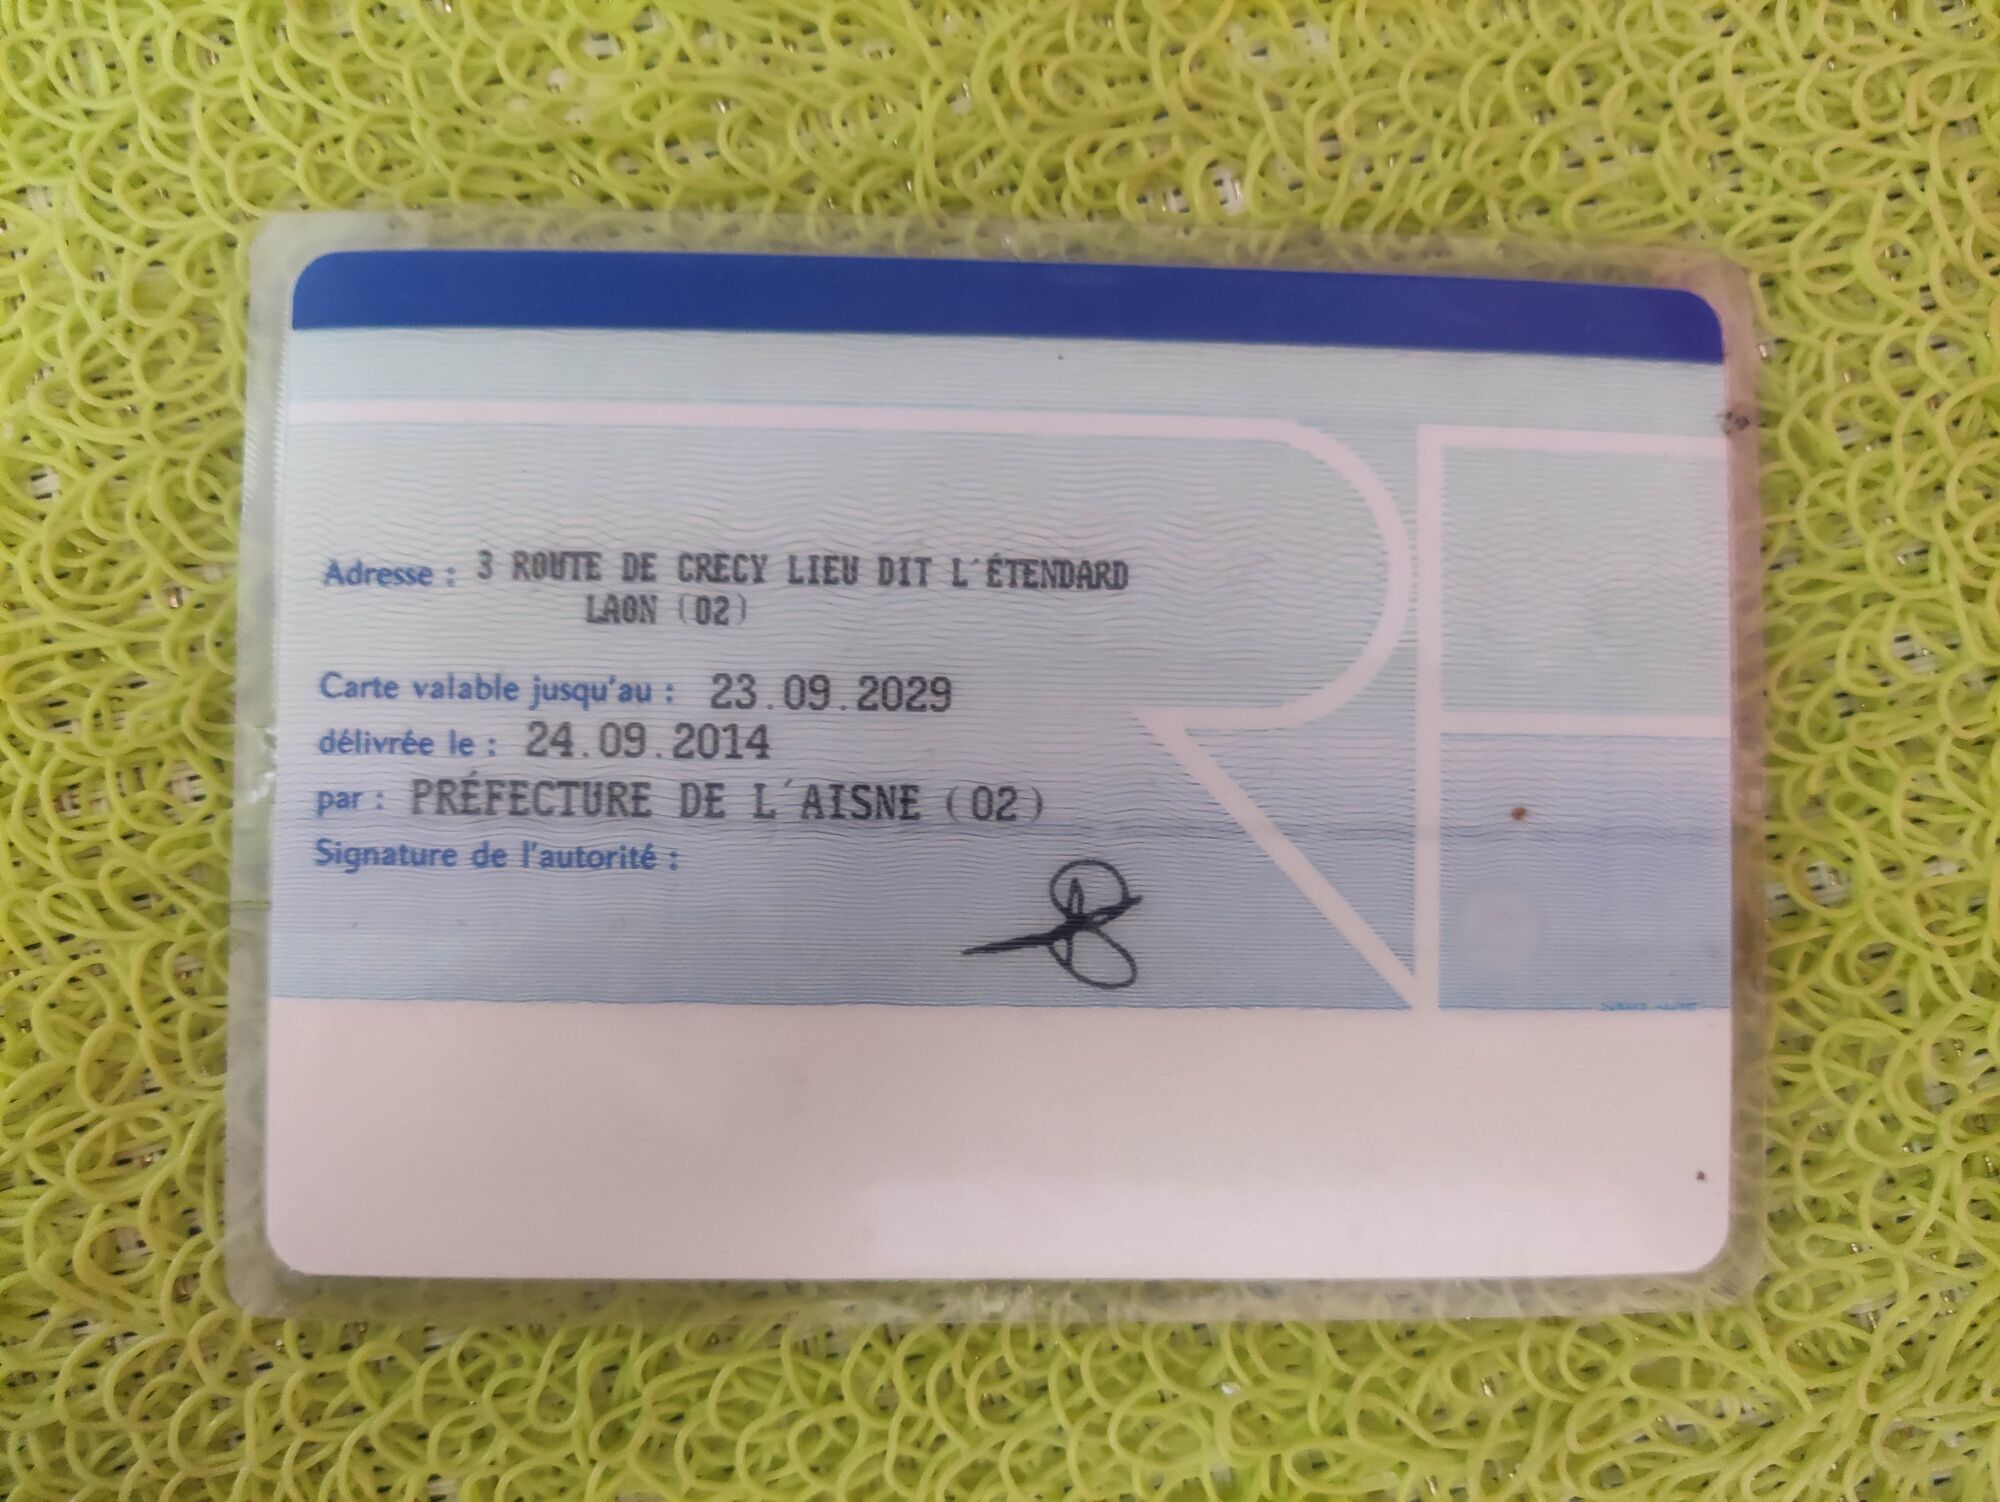 Adresse : 3 ROUTE DE CRECY LIEU DIT L´ÉTENDARD
LAON (02)
Carte valable jusqu'au : 23.09.2029
délivrée le : 24.09.2014
par : PRÉFECTURE DE L´AISNE (02)
Signature de l'autorité :